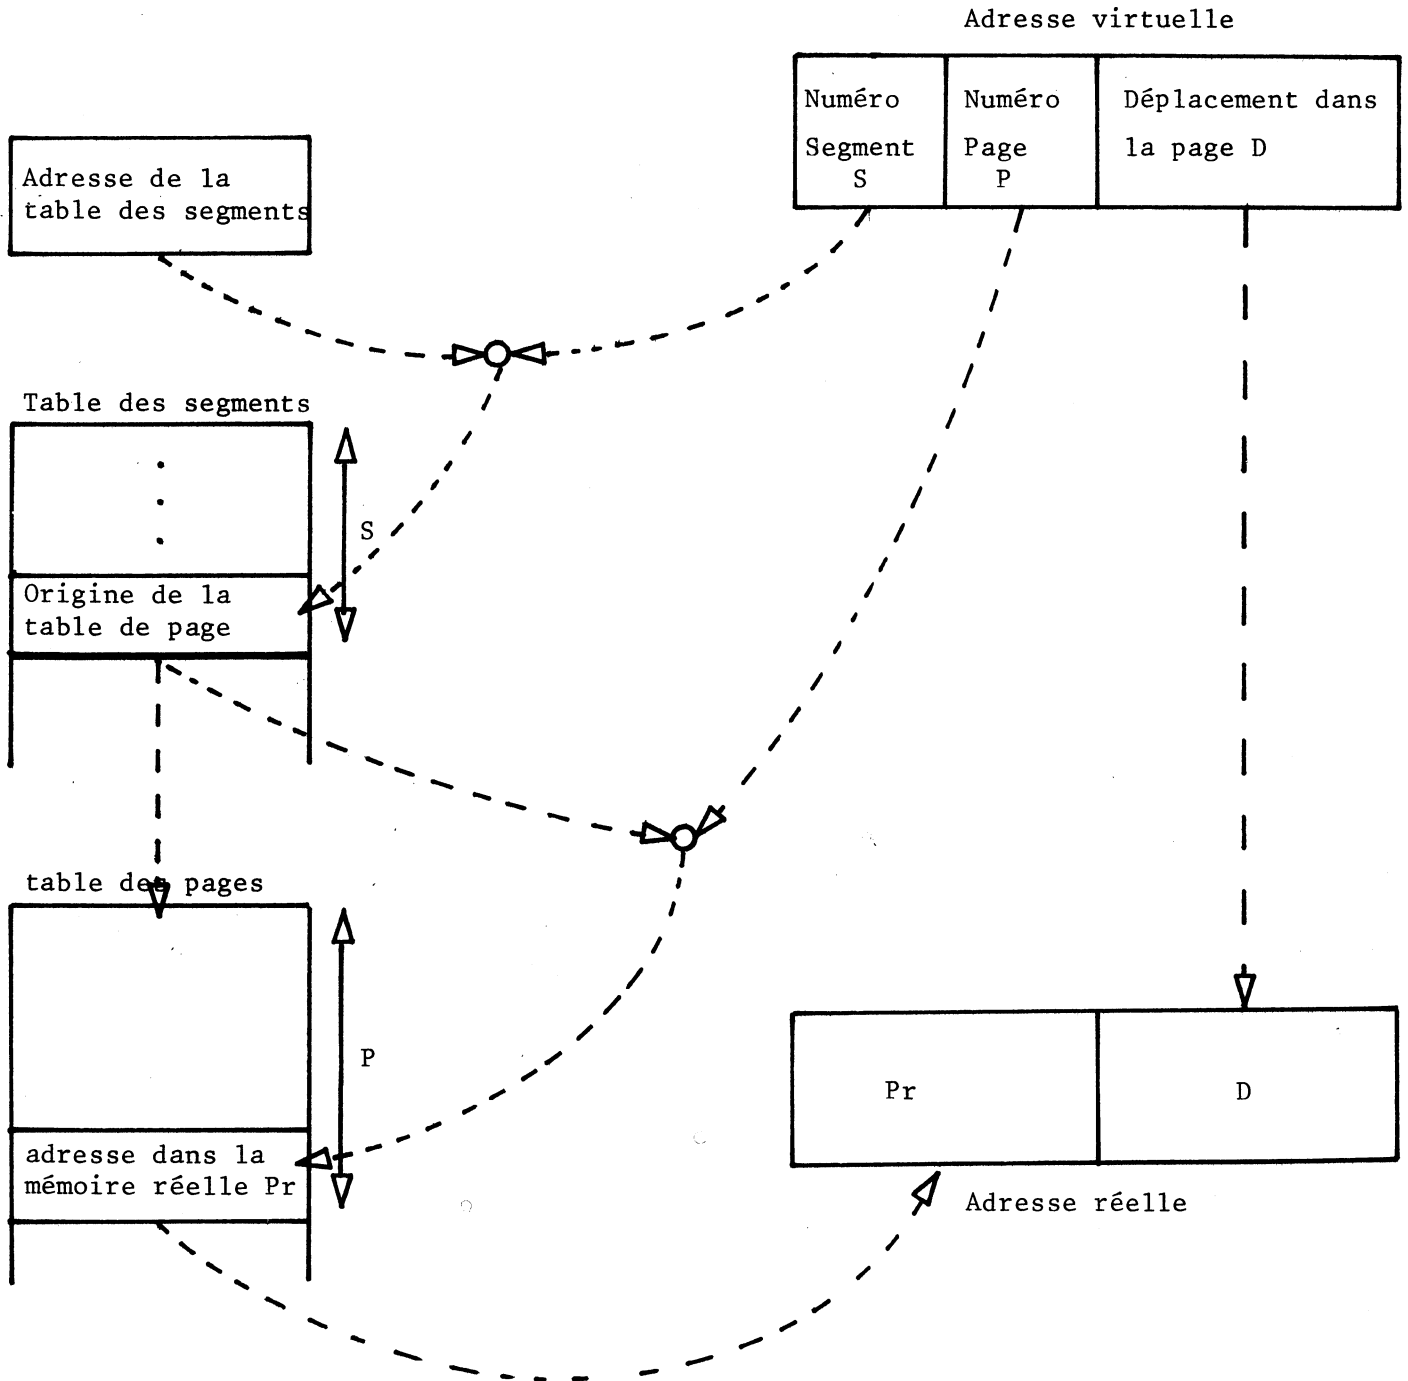 Adresse virtuelle
Numéro
Segment
S
Numéro
Page
P
Déplacement dans
la page D
Adresse de la
table des segments
Table des segments
S
Origine de la
table de page
table des pages
P
adresse dans la
mémoire réelle Pr
Pr
D
Adresse réelle